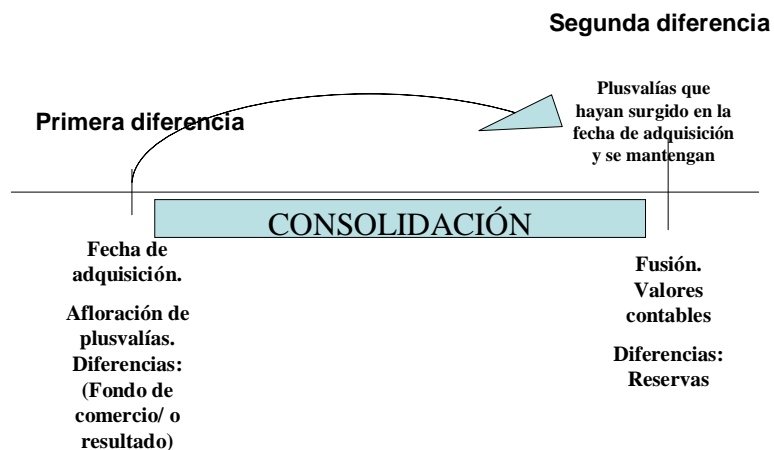 Segunda diferencia
Plusvalías que
hayan surgido en la
fecha de adquisición
y se mantengan
Primera diferencia
CONSOLIDACIÓN
Fecha de
adquisición.
Afloración de
plusvalías.
Diferencias:
(Fondo de
comercio/ o
resultado)
Fusión.
Valores
contables
Diferencias:
Reservas